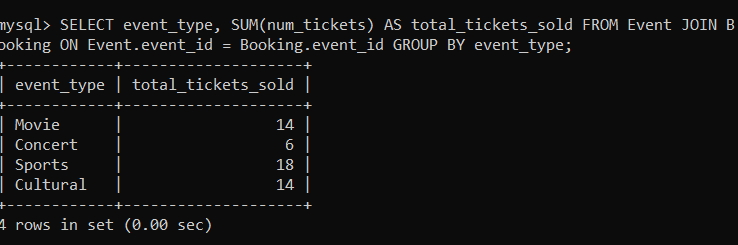 mysql> SELECT event_type, SUM(num_tickets) AS total_tickets_sold FROM Event JOIN B
ooking ON Event.event_id = Booking.event_id GROUP BY event_type;
+------------+--------------------+
| event_type | total_tickets_sold |
+------------+--------------------+
| Movie      |                 14 |
| Concert    |                  6 |
| Sports     |                 18 |
| Cultural   |                 14 |
+------------+--------------------+
4 rows in set (0.00 sec)